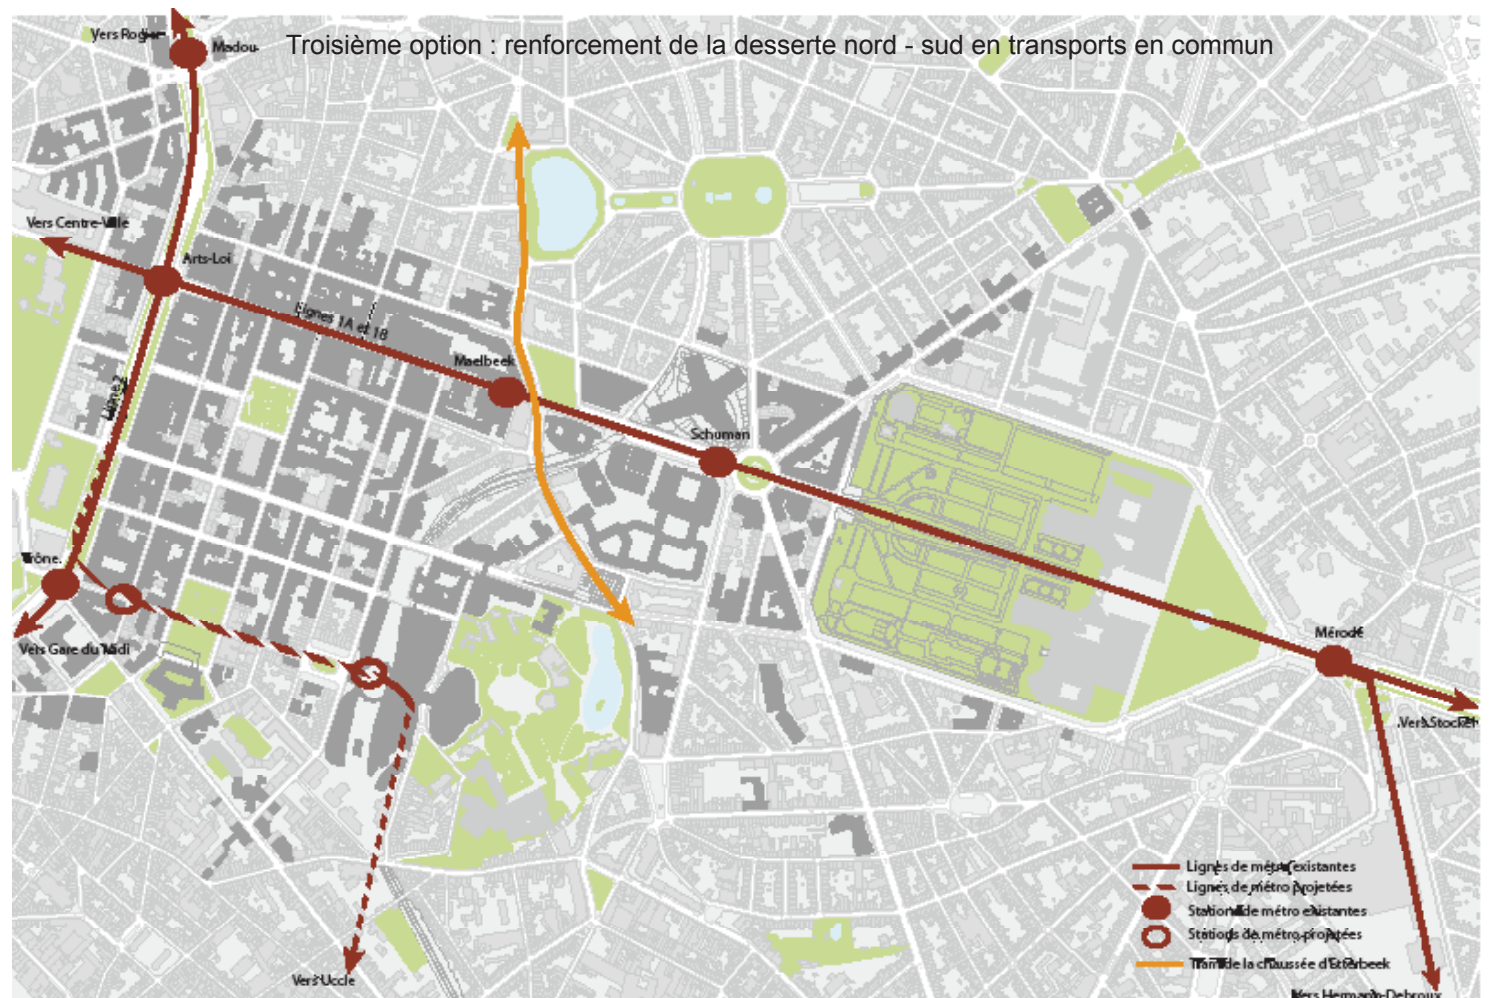 Troisième option : renforcement de la desserte nord - sud en transports en commun
Vers Rogier
Madou
Vers Centre-Ville
Arts-Loi
Lignes 1A et 1B
Maelbeek
Ligne 2
Schuman
Trône
Vers Gare du Midi
Mérode
Vers Stockel
Vers Uccle
Lignes de métro existantes
Lignes de métro projetées
Stations de métro existantes
Stations de métro projetées
Tram de la chaussée d'Etterbeek
Vers Hermann-Debroux